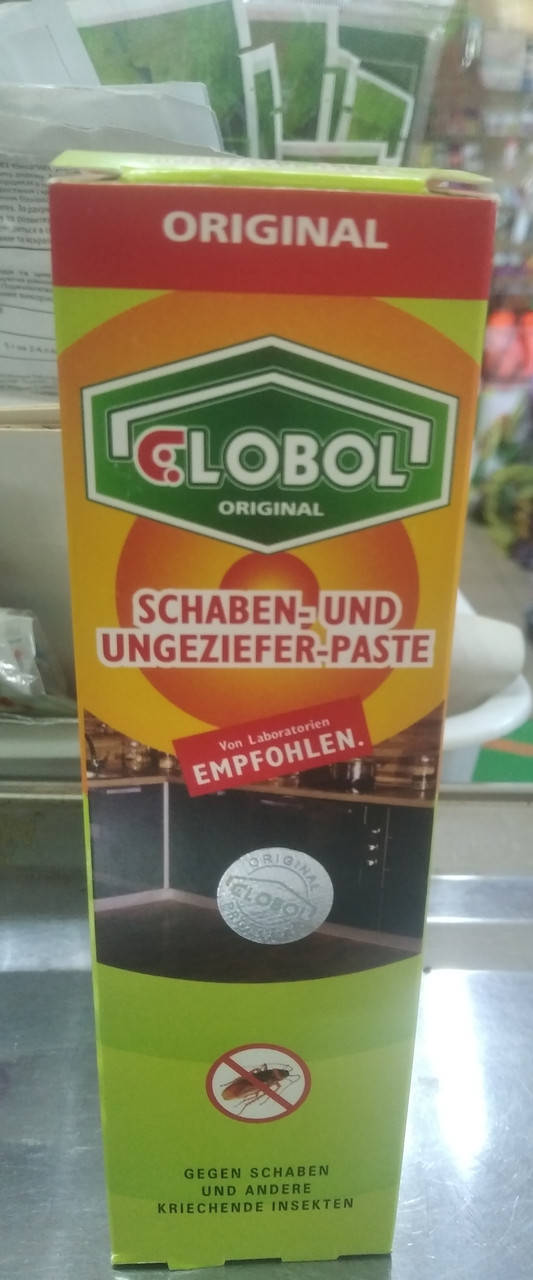 ORIGINAL
GLOBOL
ORIGINAL
SCHABEN- UND
UNGEZIEFER-PASTE
Von Laboratorien
EMPFOHLEN.
ORIGINAL
GLOBOL
GEGEN SCHABEN
UND ANDERE
KRIECHENDE INSEKTEN